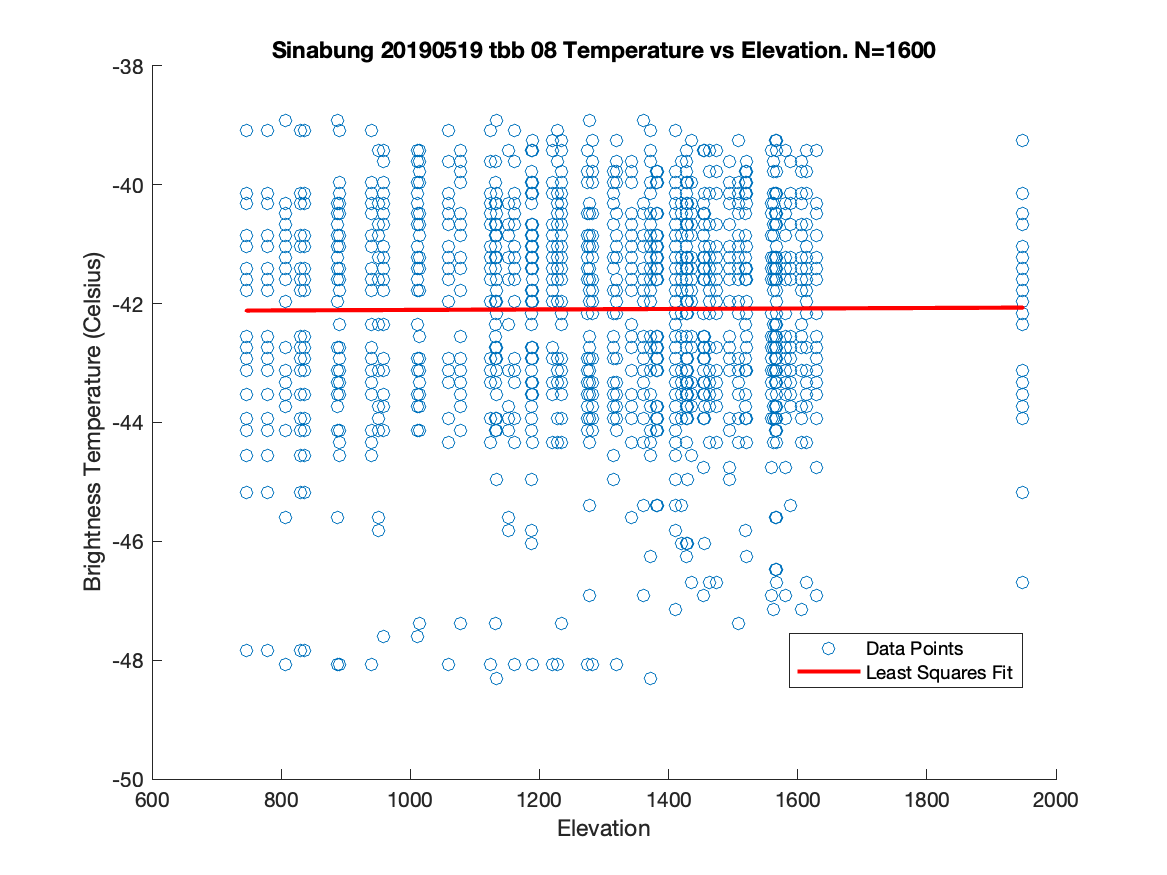 Sinabung 20190519 tbb 08 Temperature vs Elevation. N=1600
-38
-40
-42
-44
-46
-48
-50
Brightness Temperature (Celsius)
Data Points
Least Squares Fit
600 800 1000 1200 1400 1600 1800 2000
Elevation